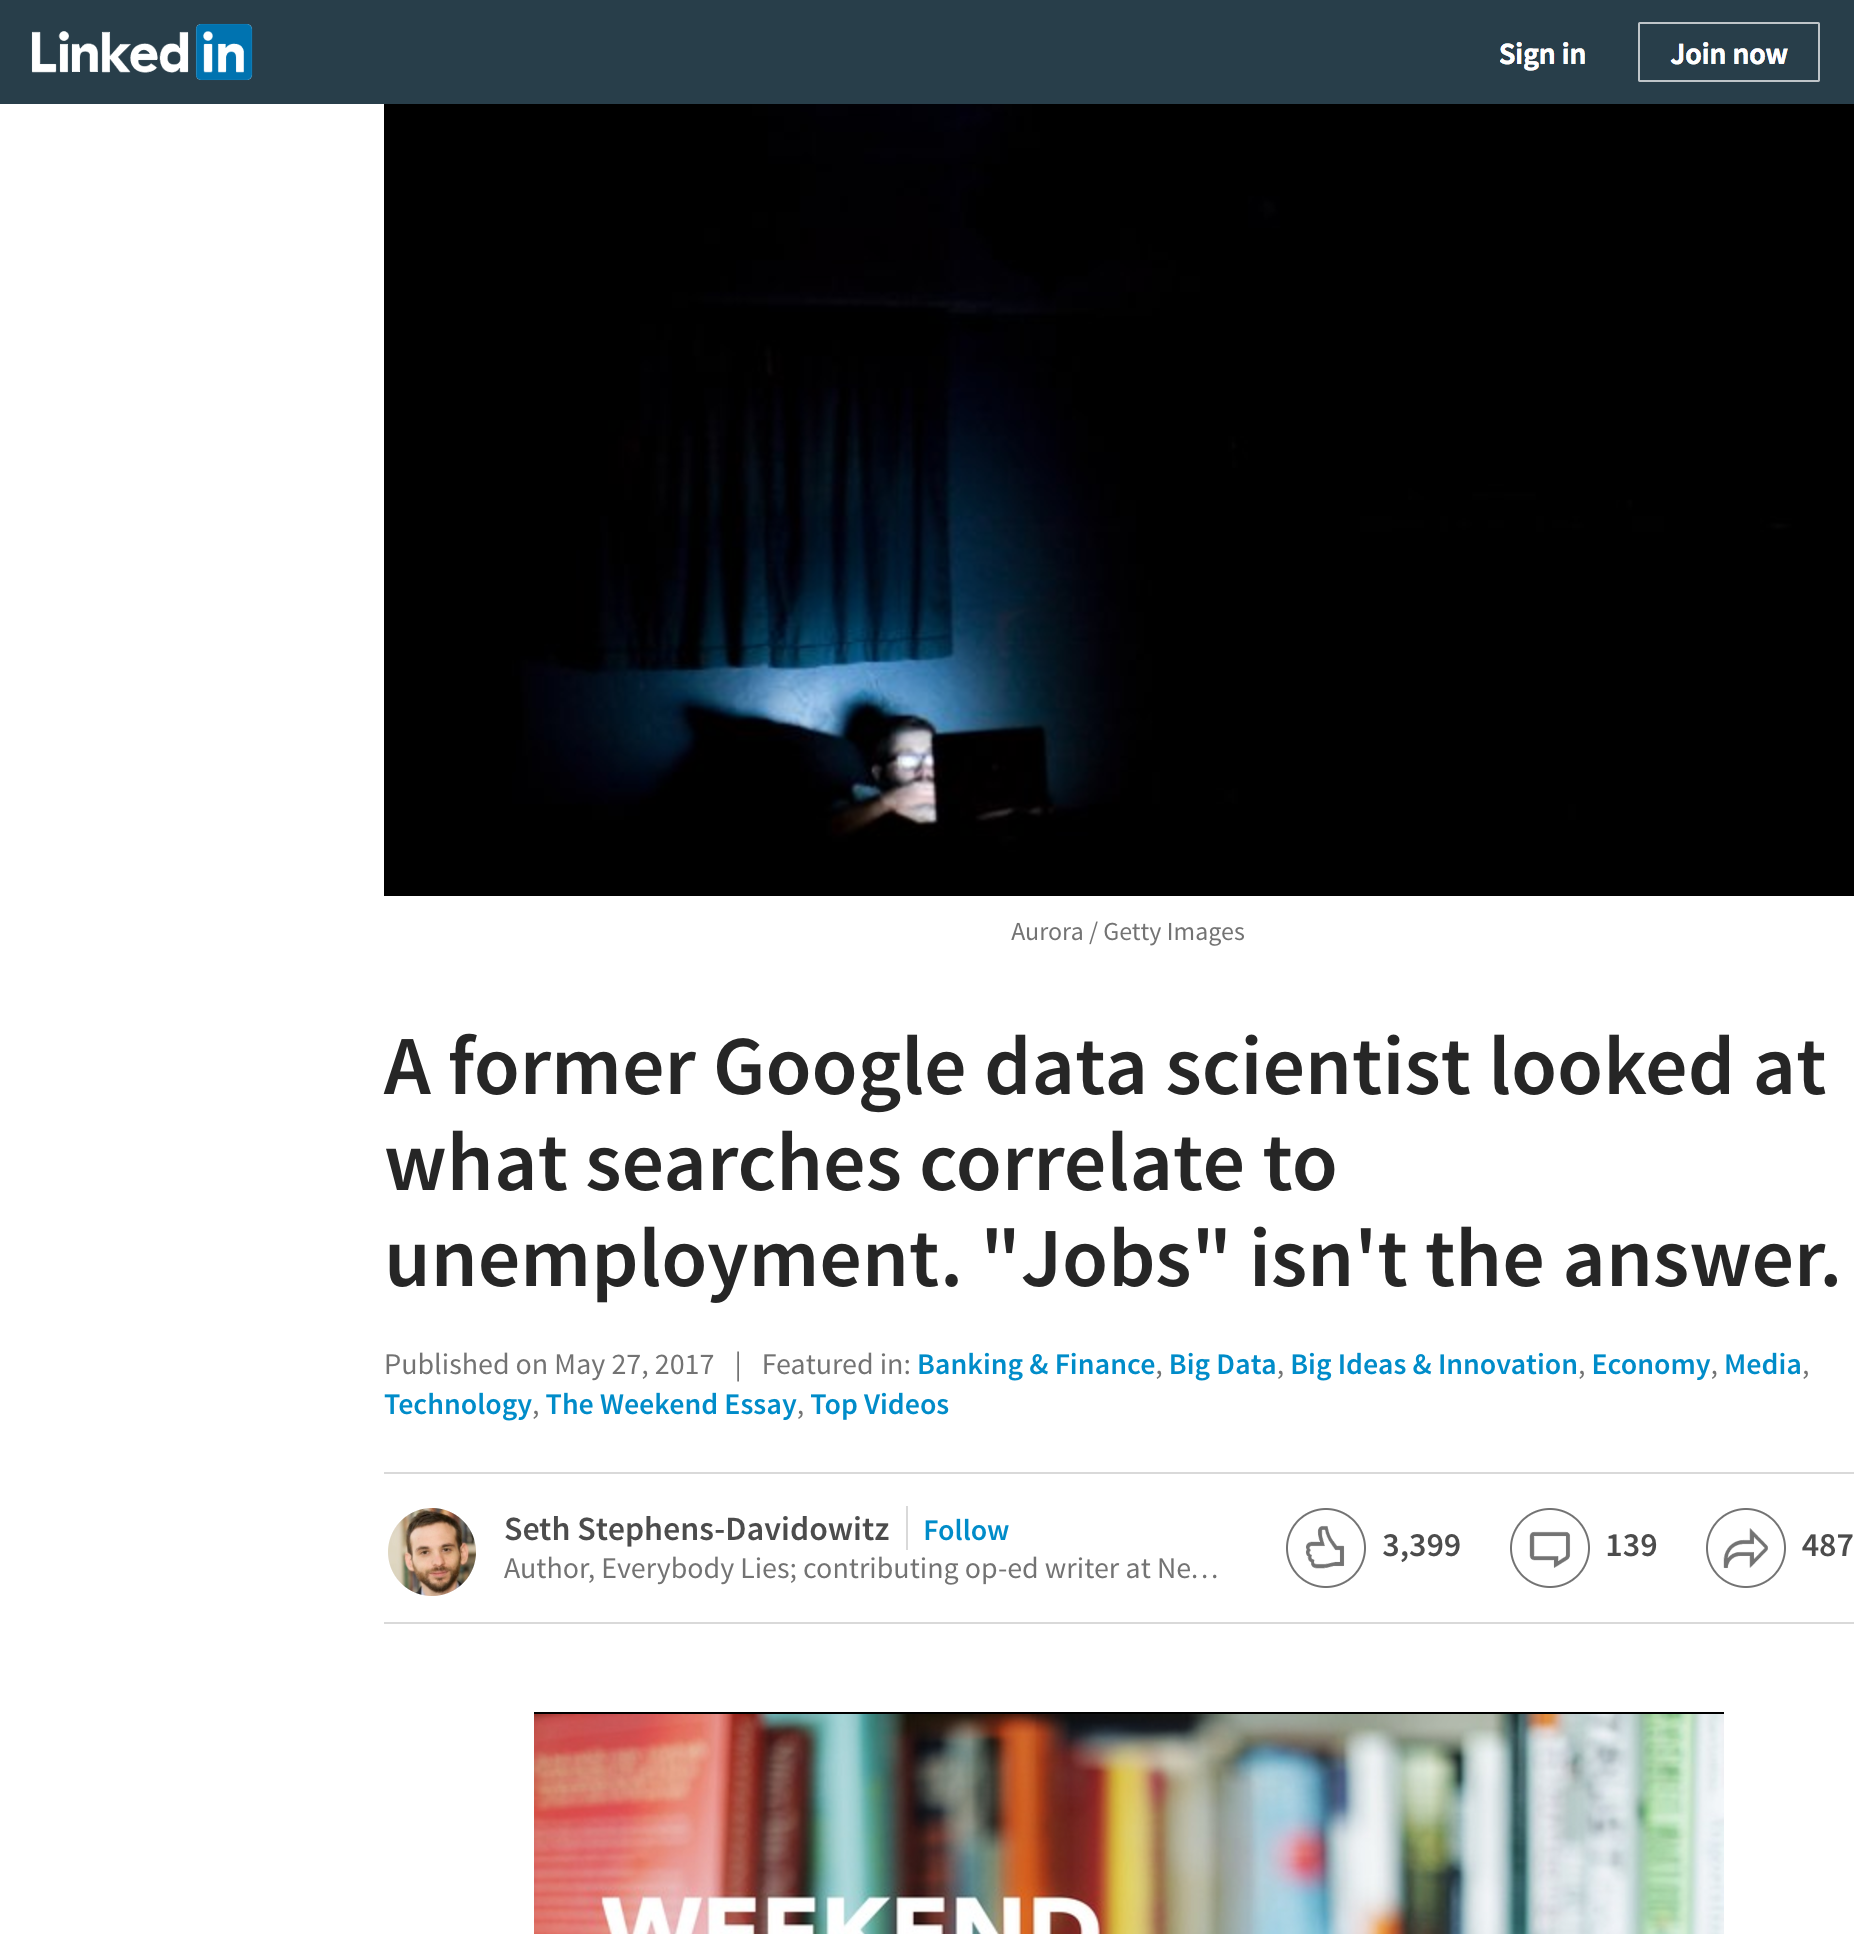 Linked in
Sign in
Join now
Aurora / Getty Images
A former Google data scientist looked at
what searches correlate to
unemployment. "Jobs" isn't the answer.
Published on May 27, 2017 | Featured in: Banking & Finance, Big Data, Big Ideas & Innovation, Economy, Media,
Technology, The Weekend Essay, Top Videos
Seth Stephens-Davidowitz
Follow
Author, Everybody Lies; contributing op-ed writer at Ne…
3,399
139
487
WEEKEND